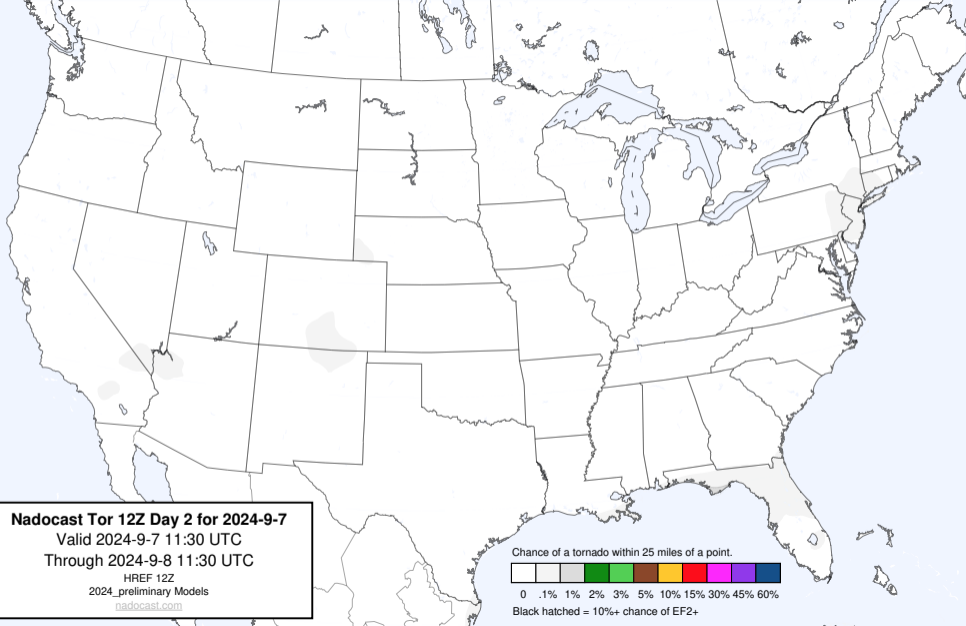 Nadocast Tor 12Z Day 2 for 2024-9-7
Valid 2024-9-7 11:30 UTC
Through 2024-9-8 11:30 UTC
HREF 12Z
2024_preliminary Models
nadocast.com
Chance of a tornado within 25 miles of a point.
0 .1% 1% 2% 3% 5% 10% 15% 30% 45% 60%
Black hatched = 10%+ chance of EF2+